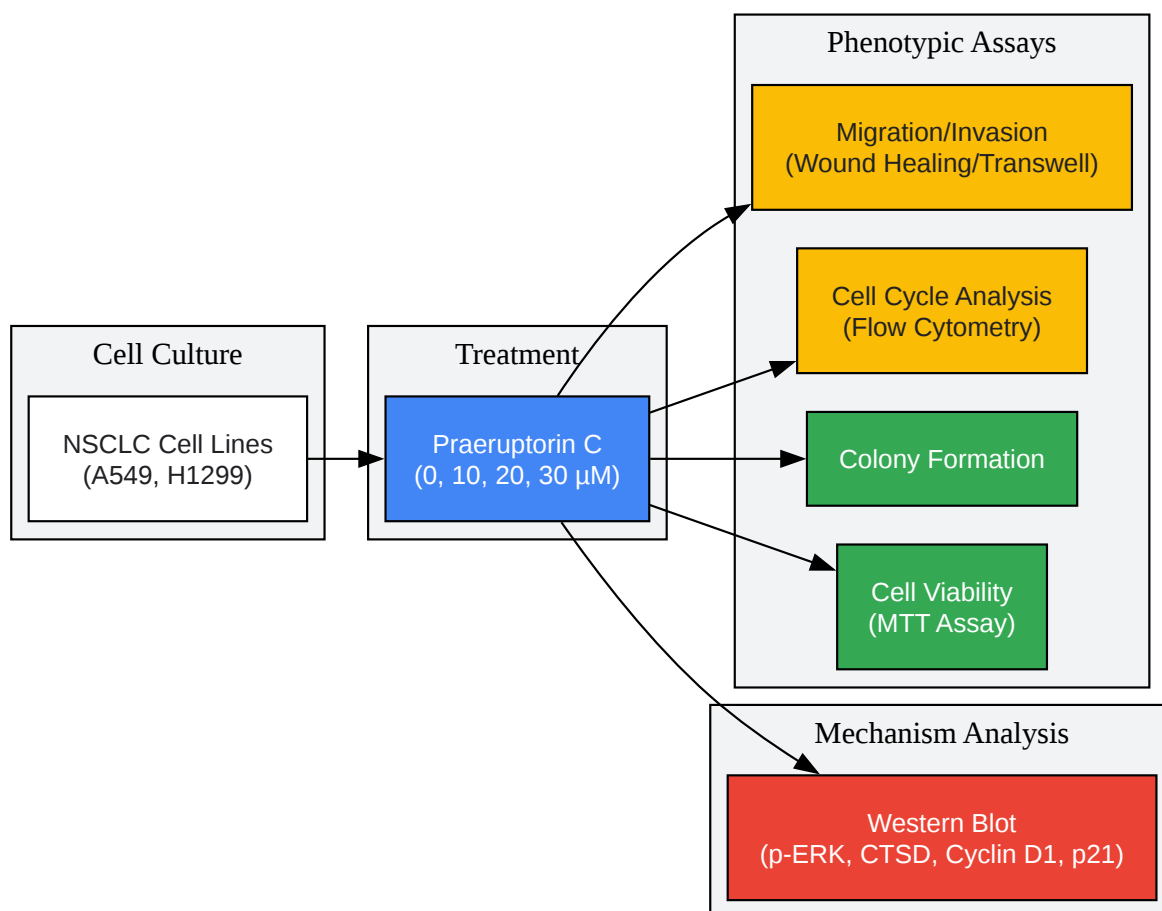 Cell Culture
NSCLC Cell Lines
(A549, H1299)
Treatment
Praeruptorin C
(0, 10, 20, 30 µM)
Phenotypic Assays
Migration/Invasion
(Wound Healing/Transwell)
Cell Cycle Analysis
(Flow Cytometry)
Colony Formation
Cell Viability
(MTT Assay)
Mechanism Analysis
Western Blot
(p-ERK, CTSD, Cyclin D1, p21)